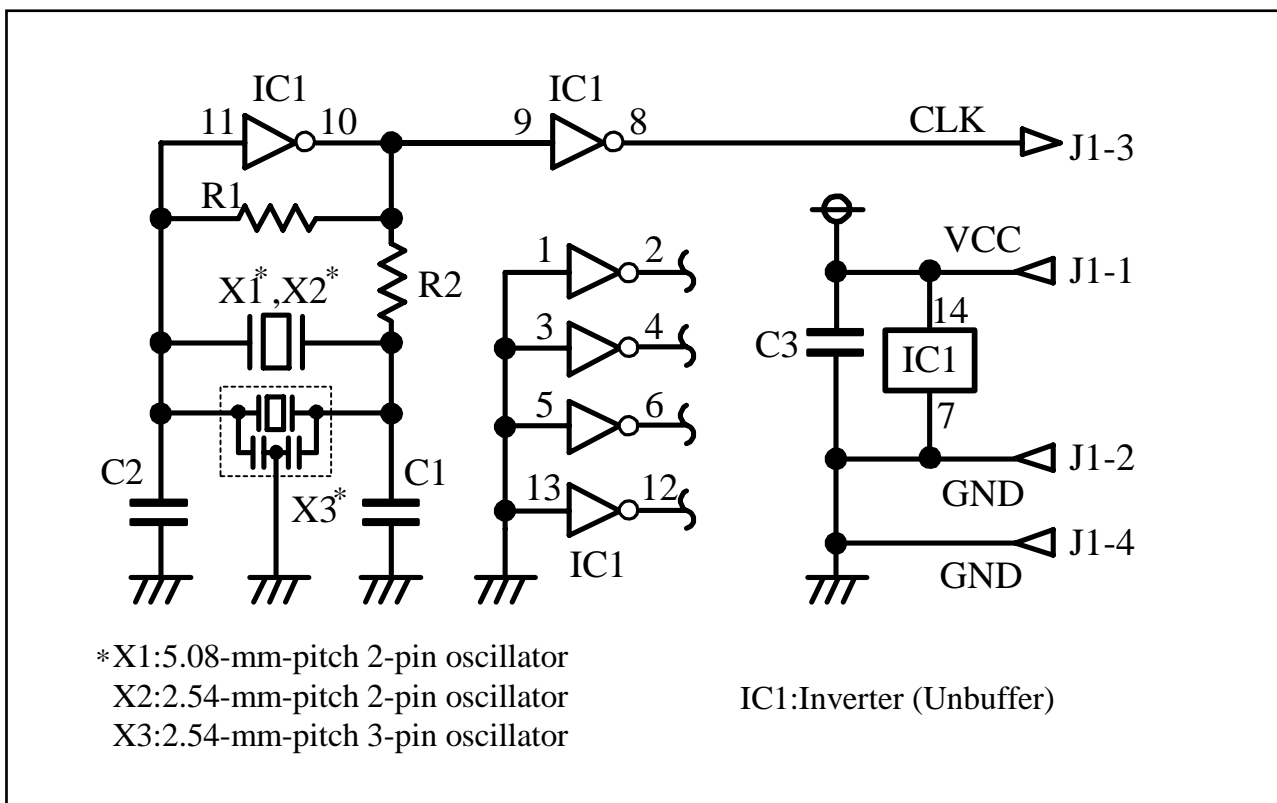 IC1
IC1
11
10
9
8
CLK
J1-3
R1
1
2
VCC
J1-1
X1*,X2*
R2
3
4
C3
14
IC1
5
6
7
C2
C1
J1-2
X3*
13
12
GND
IC1
J1-4
GND
*X1:5.08-mm-pitch 2-pin oscillator
X2:2.54-mm-pitch 2-pin oscillator
IC1:Inverter (Unbuffer)
X3:2.54-mm-pitch 3-pin oscillator